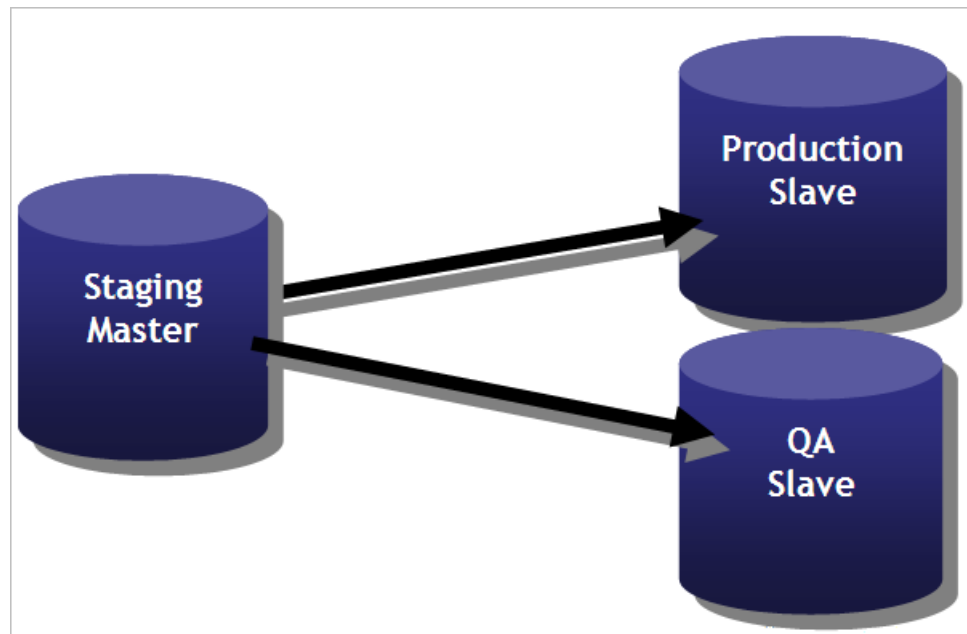 Staging
Master
Production
Slave
QA
Slave